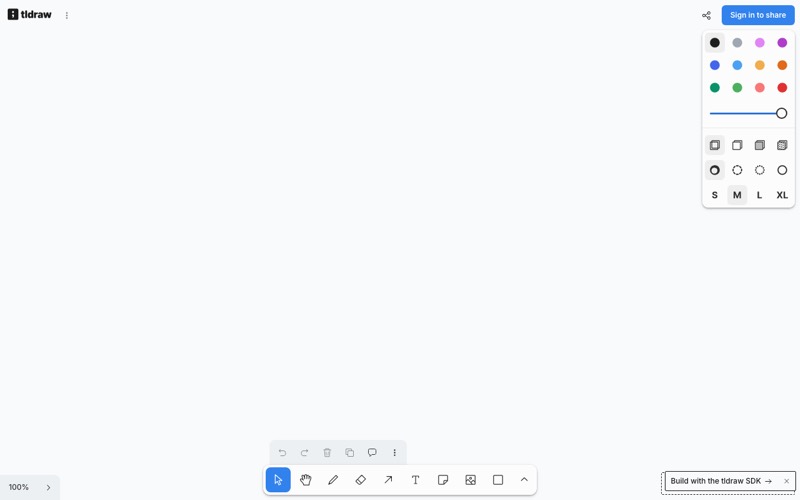 tldraw
Sign in to share
S M L XL
T
100%
Build with the tldraw SDK →